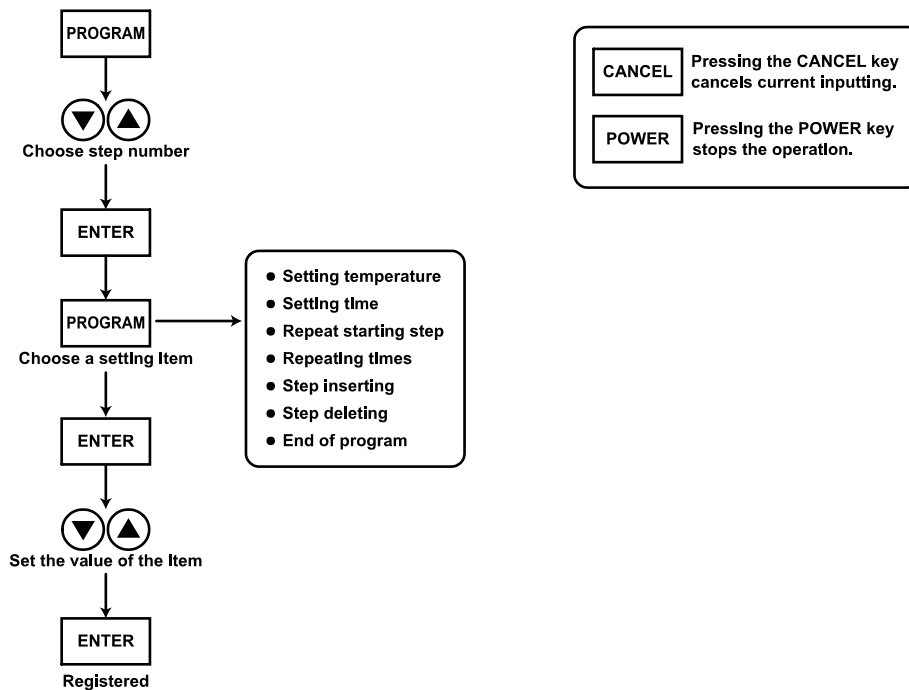 PROGRAM
Choose step number
ENTER
PROGRAM
Choose a setting item
ENTER
Set the value of the item
ENTER
Registered
● Setting temperature
● Setting time
● Repeat starting step
● Repeating times
● Step inserting
● Step deleting
● End of program
CANCEL
Pressing the CANCEL key
cancels current inputting.
POWER
Pressing the POWER key
stops the operation.